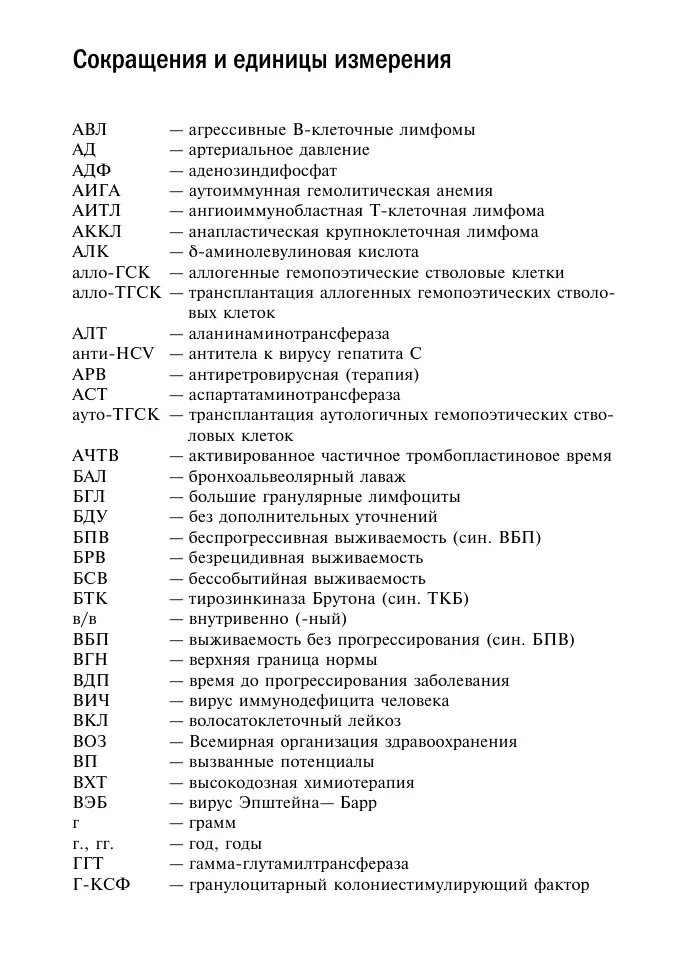 Сокращения и единицы измерения
АВЛ — агрессивные В-клеточные лимфомы
АД — артериальное давление
АДФ — аденозиндифосфат
АИГА — аутоиммунная гемолитическая анемия
АИТЛ — ангиоиммунобластная Т-клеточная лимфома
АККЛ — анапластическая крупноклеточная лимфома
АЛК — δ-аминолевулиновая кислота
алло-ГСК — аллогенные гемопоэтические стволовые клетки
алло-ТГСК — трансплантация аллогенных гемопоэтических стволо-
вых клеток
АЛТ — аланинаминотрансфераза
анти-HCV — антитела к вирусу гепатита С
АРВ — антиретровирусная (терапия)
АСТ — аспартатаминотрансфераза
ауто-ТГСК — трансплантация аутологичных гемопоэтических ство-
ловых клеток
АЧТВ — активированное частичное тромбопластиновое время
БАЛ — бронхоальвеолярный лаваж
БГЛ — большие гранулярные лимфоциты
БДУ — без дополнительных уточнений
БПВ — беспрогрессивная выживаемость (син. ВБП)
БРВ — безрецидивная выживаемость
БСВ — бессобытийная выживаемость
БТК — тирозинкиназа Брутона (син. ТКБ)
в/в — внутривенно (-ный)
ВБП — выживаемость без прогрессирования (син. БПВ)
ВГН — верхняя граница нормы
ВДП — время до прогрессирования заболевания
ВИЧ — вирус иммунодефицита человека
ВКЛ — волосатоклеточный лейкоз
ВОЗ — Всемирная организация здравоохранения
ВП — вызванные потенциалы
ВХТ — высокодозная химиотерапия
ВЭБ — вирус Эпштейна— Барр
г — грамм
г., гг. — год, годы
ГГТ — гамма-глутамилтрансфераза
Г-КСФ — гранулоцитарный колониестимулирующий фактор